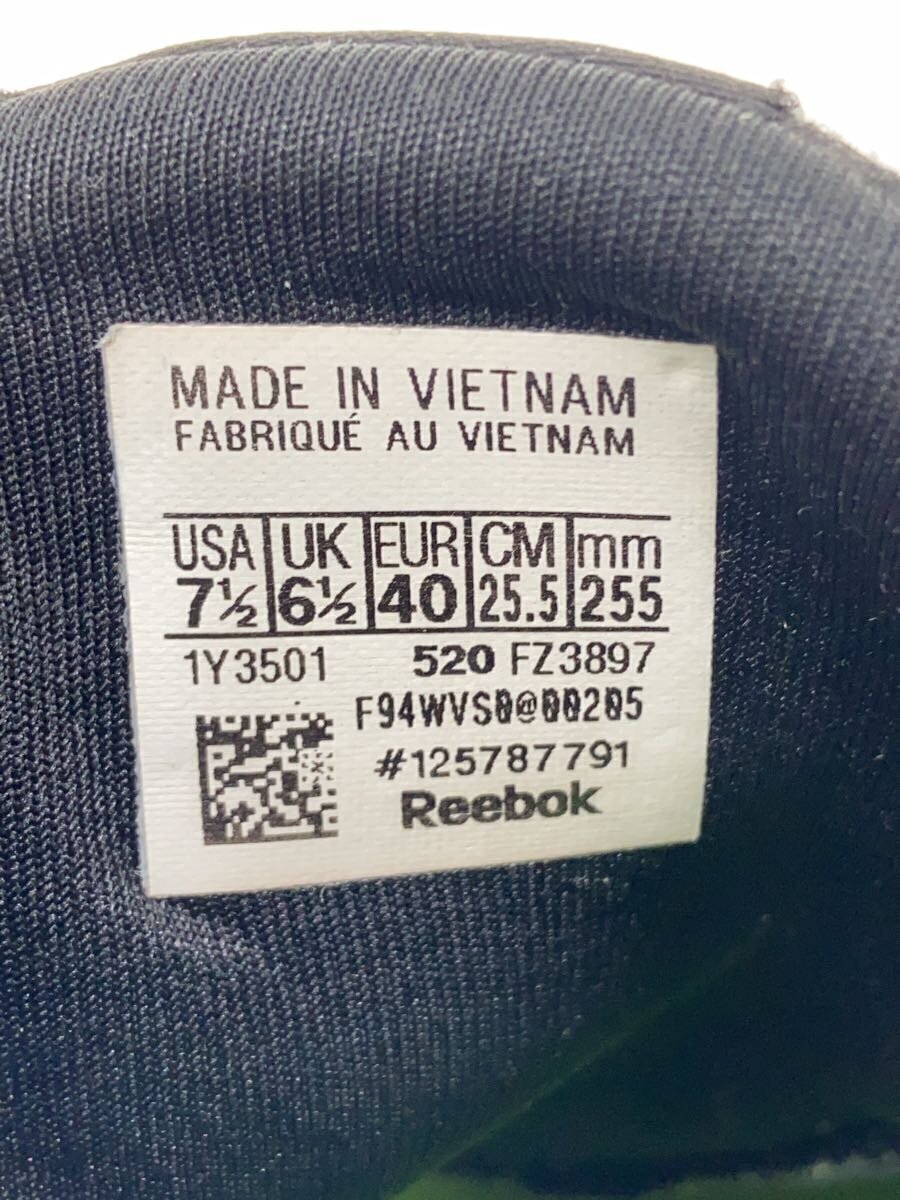 MADE IN VIETNAM
FABRIQUÉ AU VIETNAM
USA UK EUR CM mm
7½ 6½ 40 25.5 255
1Y3501 520 FZ3897
F94WVS0@00205
#125787791
Reebok